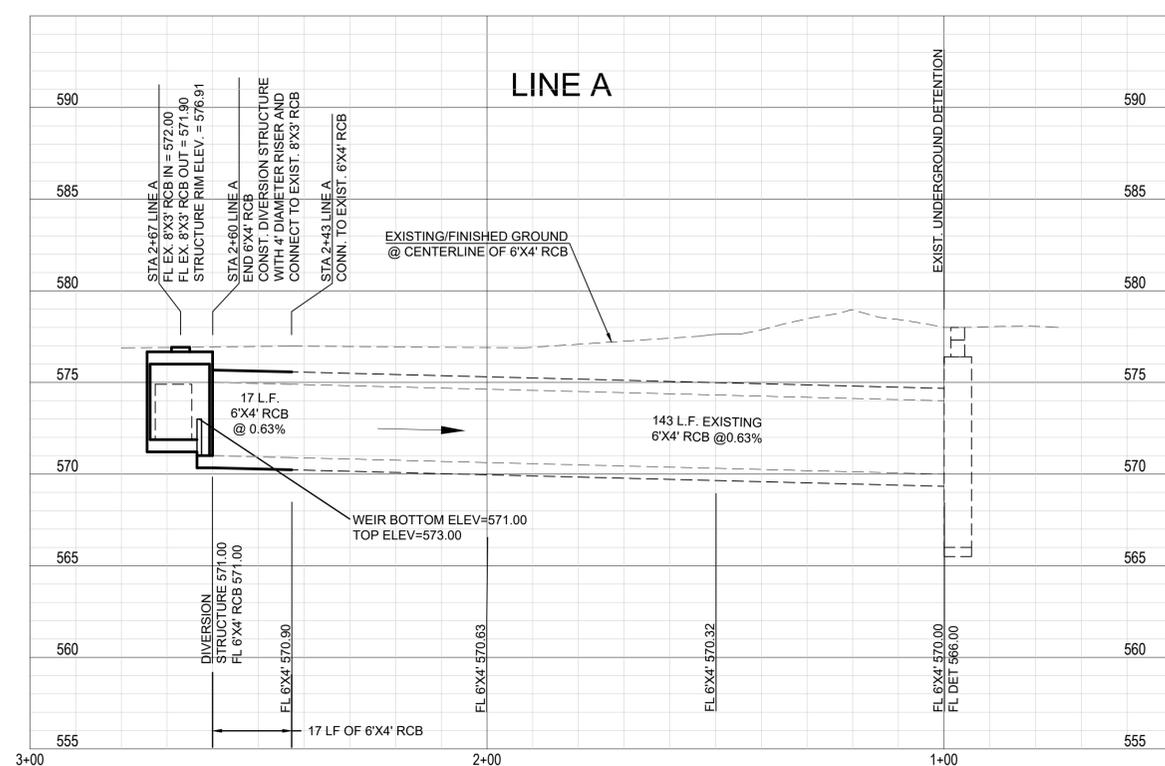 LINE A
590
590
585
585
580
580
575
575
570
570
565
565
560
560
555
555
3+00
2+00
1+00
STA 2+67 LINE A
FL EX. 8'X3' RCB IN = 572.00
FL EX. 8'X3' RCB OUT = 571.90
STRUCTURE RIM ELEV. = 576.91
STA 2+60 LINE A
END 6'X4' RCB
CONST. DIVERSION STRUCTURE
WITH 4' DIAMETER RISER AND
CONNECT TO EXIST. 8'X3' RCB
STA 2+43 LINE A
CONN. TO EXIST. 6'X4' RCB
EXISTING/FINISHED GROUND
@ CENTERLINE OF 6'X4' RCB
EXIST. UNDERGROUND DETENTION
17 L.F.
6'X4' RCB
@ 0.63%
143 L.F. EXISTING
6'X4' RCB @0.63%
WEIR BOTTOM ELEV=571.00
TOP ELEV=573.00
DIVERSION
STRUCTURE 571.00
FL 6'X4' RCB 571.00
FL 6'X4' 570.90
FL 6'X4' 570.63
FL 6'X4' 570.32
FL 6'X4' 570.00
FL DET 566.00
17 LF OF 6'X4' RCB